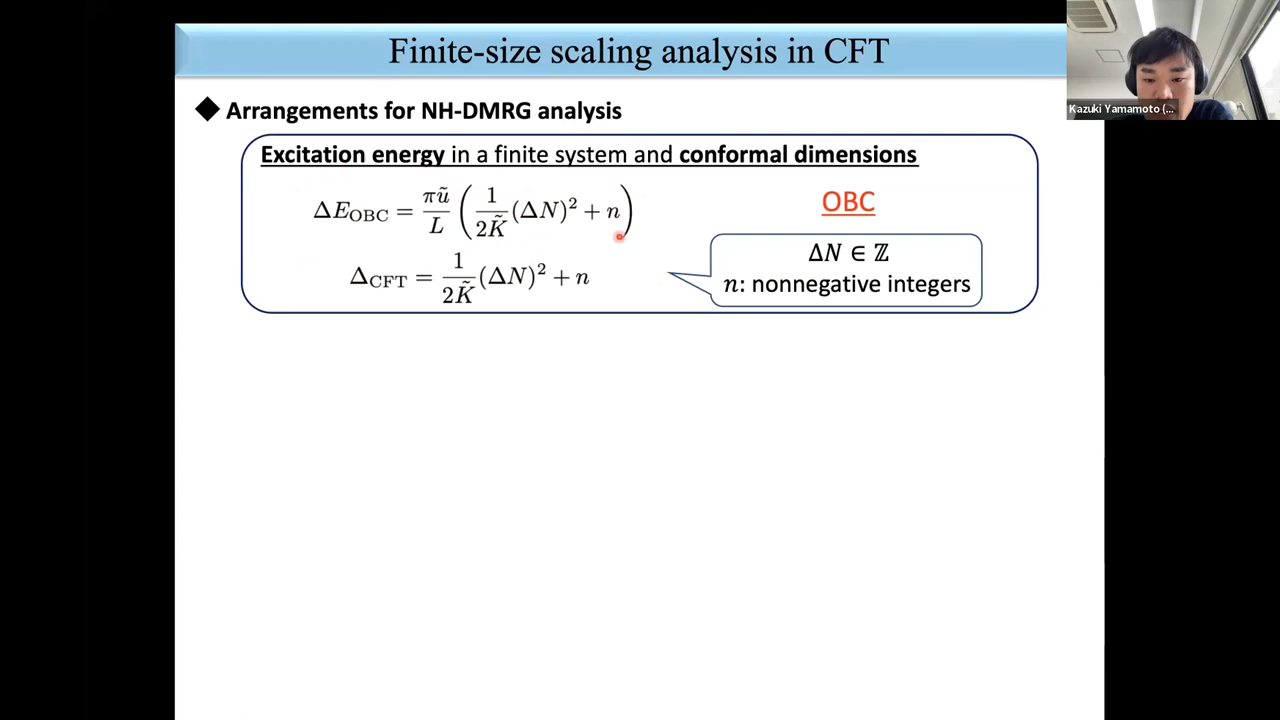 Finite-size scaling analysis in CFT
Kazuki Yamamoto (...
◆ Arrangements for NH-DMRG analysis
Excitation energy in a finite system and conformal dimensions
ΔE_OBC = πũ/L (1/2K̃ (ΔN)² + n)
OBC
Δ_CFT = 1/2K̃ (ΔN)² + n
ΔN ∈ ℤ
n: nonnegative integers